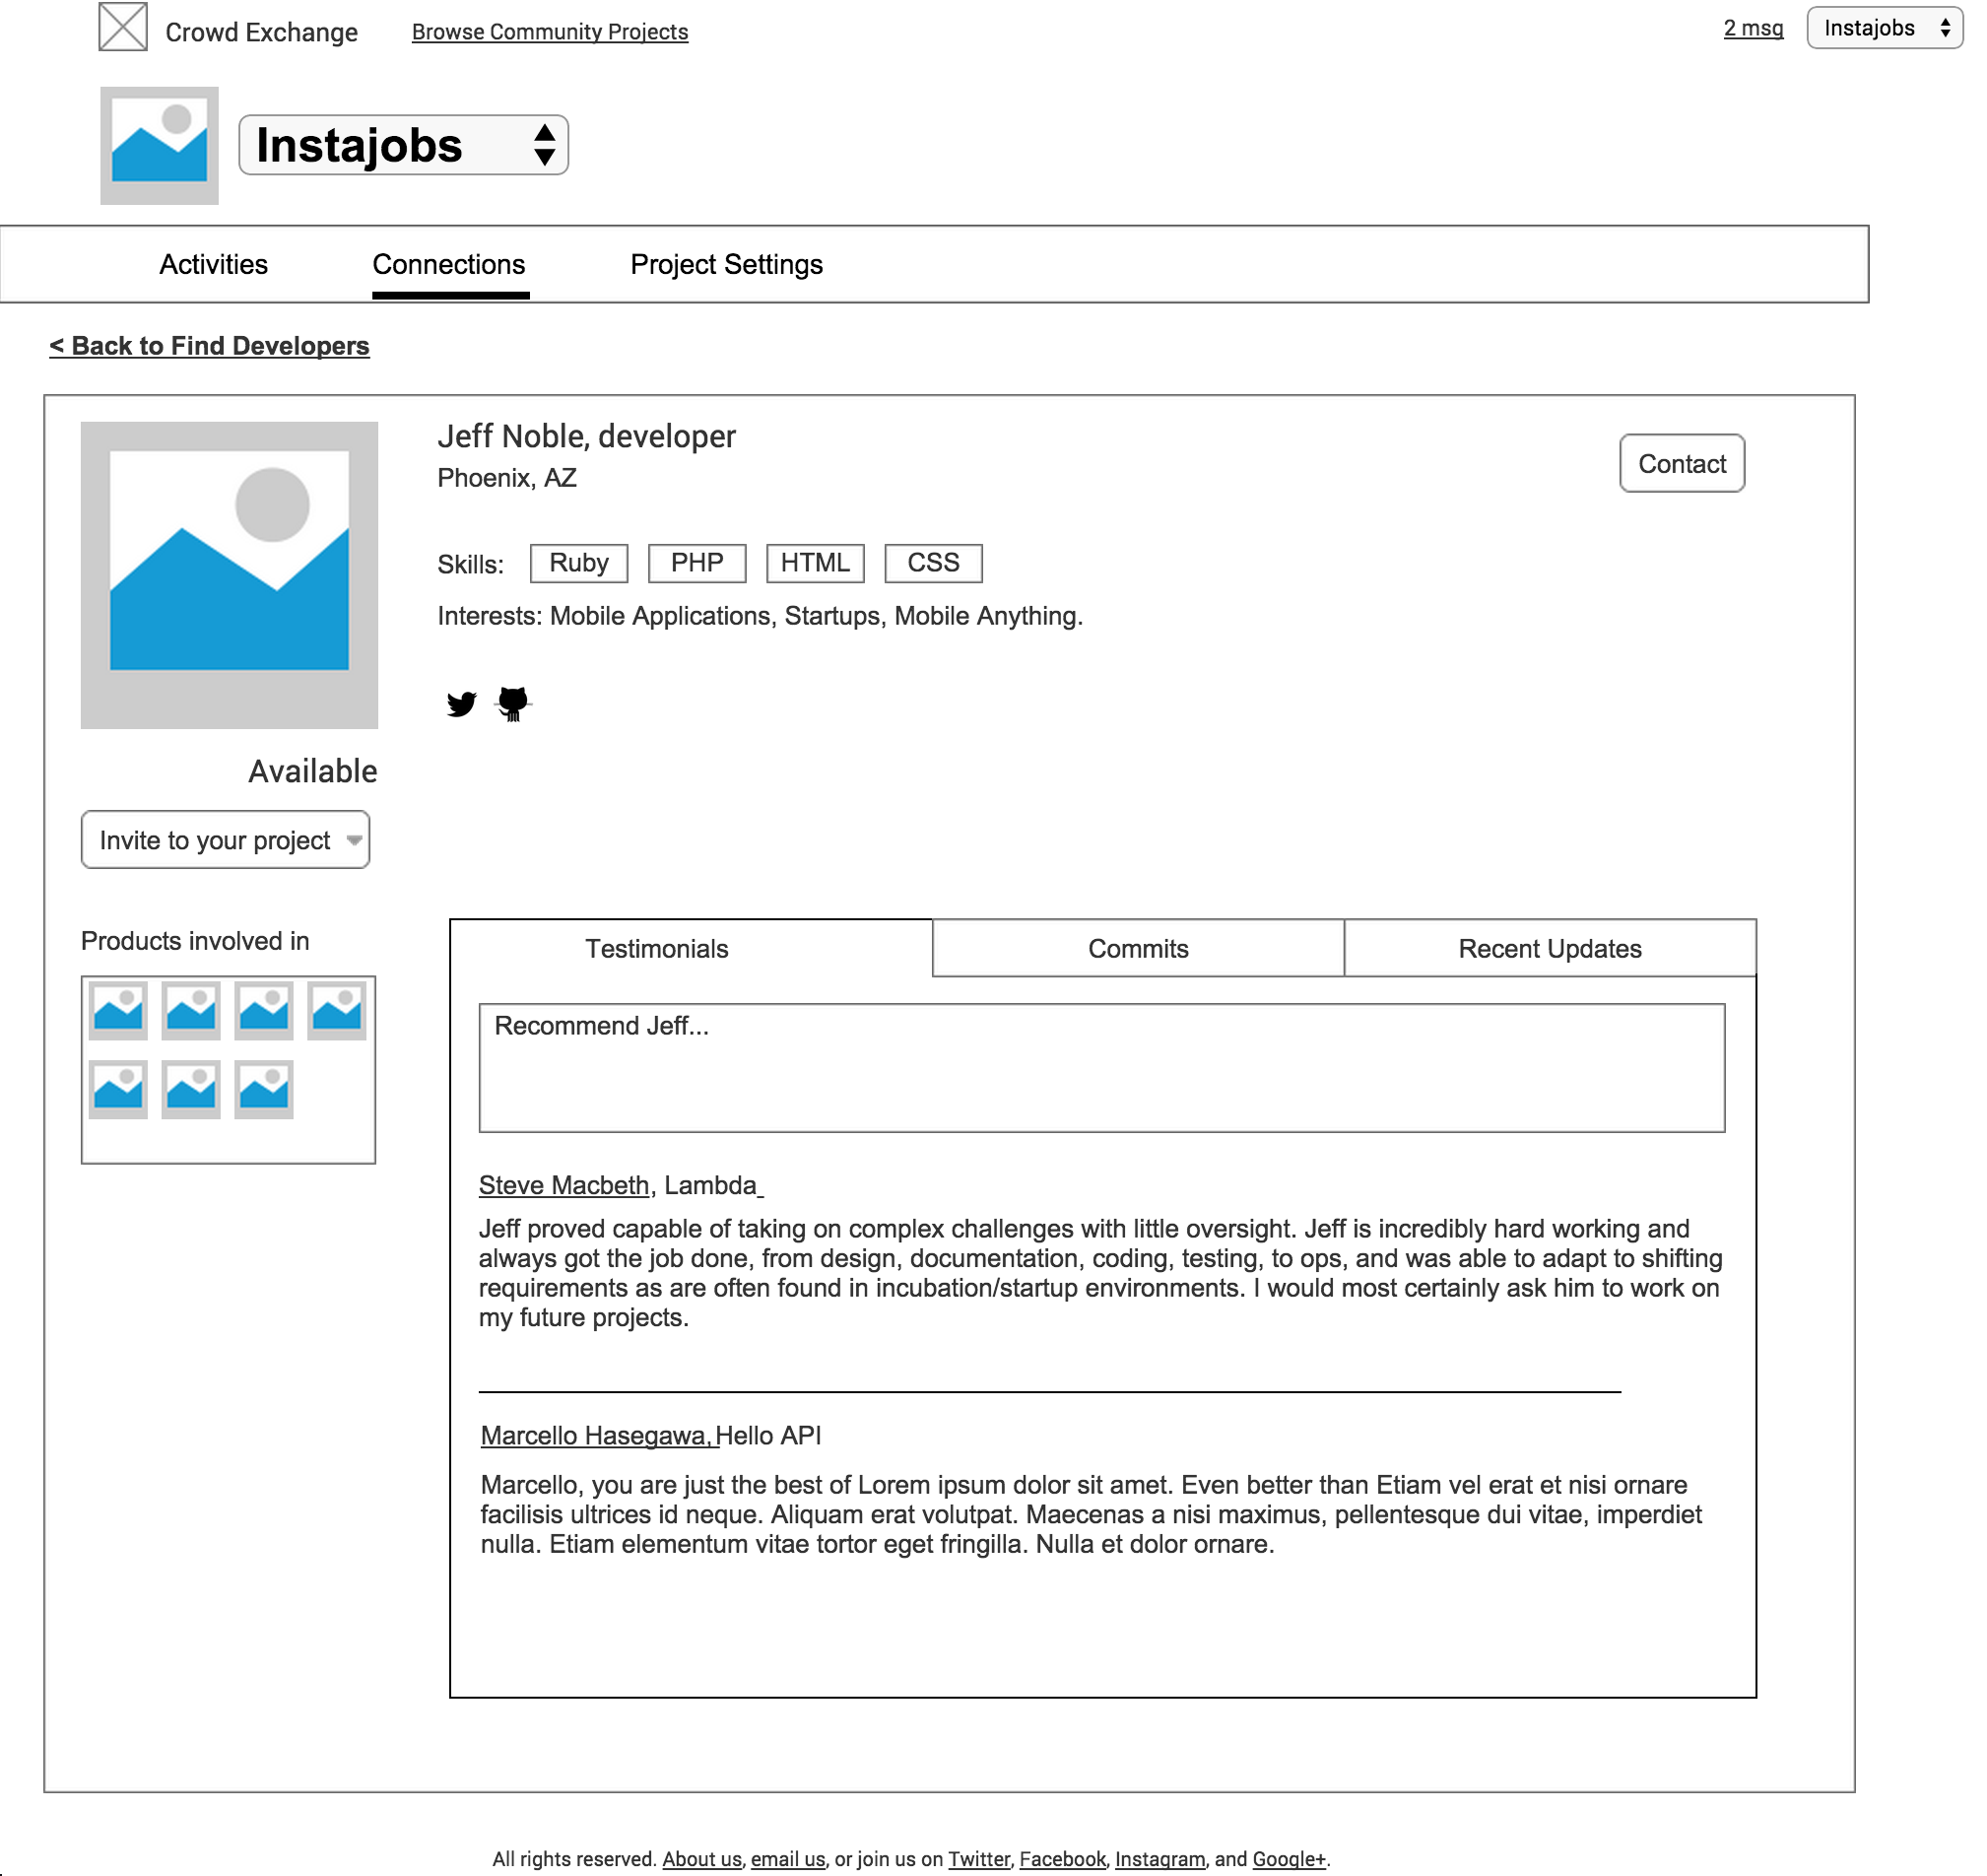 Crowd Exchange
Browse Community Projects
2 msg
Instajobs
Instajobs
Activities
Connections
Project Settings
< Back to Find Developers
Jeff Noble, developer
Phoenix, AZ
Contact
Skills:
Ruby
PHP
HTML
CSS
Interests: Mobile Applications, Startups, Mobile Anything.
Available
Invite to your project
Products involved in
Testimonials
Commits
Recent Updates
Recommend Jeff...
Steve Macbeth, Lambda
Jeff proved capable of taking on complex challenges with little oversight. Jeff is incredibly hard working and
always got the job done, from design, documentation, coding, testing, to ops, and was able to adapt to shifting
requirements as are often found in incubation/startup environments. I would most certainly ask him to work on
my future projects.
Marcello Hasegawa, Hello API
Marcello, you are just the best of Lorem ipsum dolor sit amet. Even better than Etiam vel erat et nisi ornare
facilisis ultrices id neque. Aliquam erat volutpat. Maecenas a nisi maximus, pellentesque dui vitae, imperdiet
nulla. Etiam elementum vitae tortor eget fringilla. Nulla et dolor ornare.
All rights reserved. About us, email us, or join us on Twitter, Facebook, Instagram, and Google+.